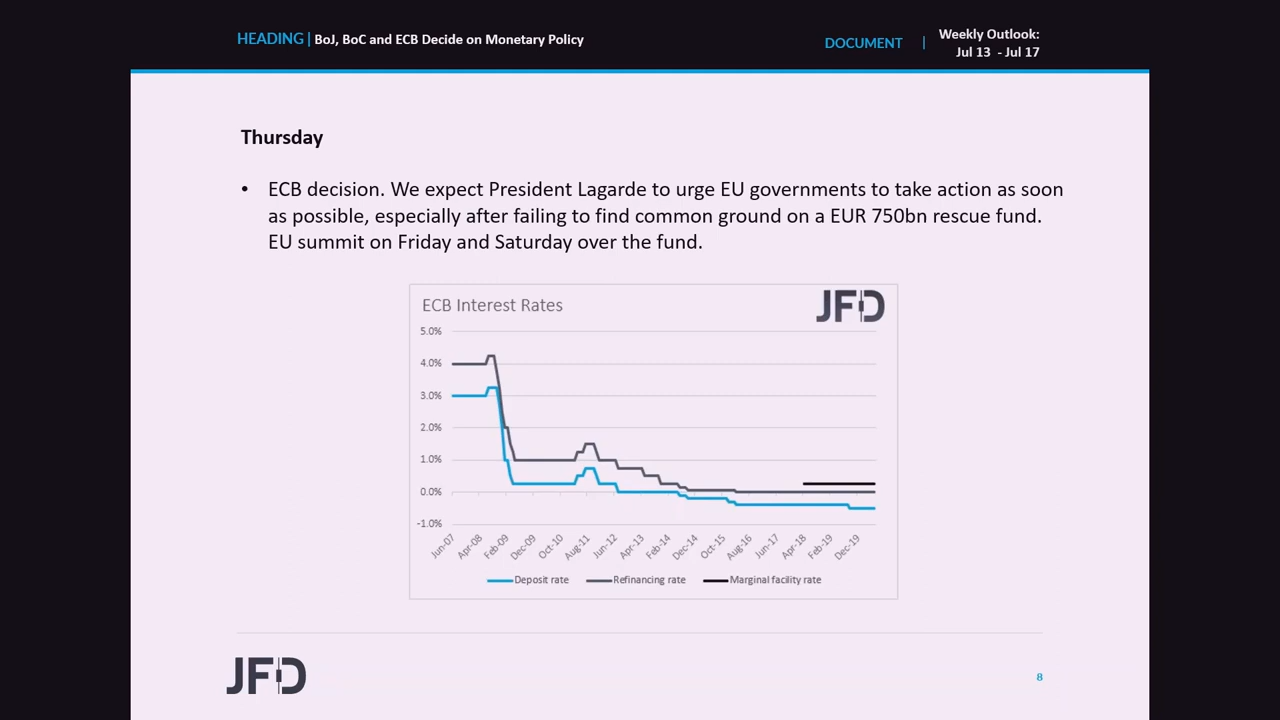 HEADING | BoJ, BoC and ECB Decide on Monetary Policy
DOCUMENT | Weekly Outlook:
Jul 13 - Jul 17
Thursday
• ECB decision. We expect President Lagarde to urge EU governments to take action as soon
as possible, especially after failing to find common ground on a EUR 750bn rescue fund.
EU summit on Friday and Saturday over the fund.
ECB Interest Rates
JFD
5.0%
4.0%
3.0%
2.0%
1.0%
0.0%
-1.0%
Jun-07 Apr-08 Feb-09 Dec-09 Oct-10 Aug-11 Jun-12 Apr-13 Feb-14 Dec-14 Oct-15 Aug-16 Jun-17 Apr-18 Feb-19 Dec-19
Deposit rate Refinancing rate Marginal facility rate
JFD
8